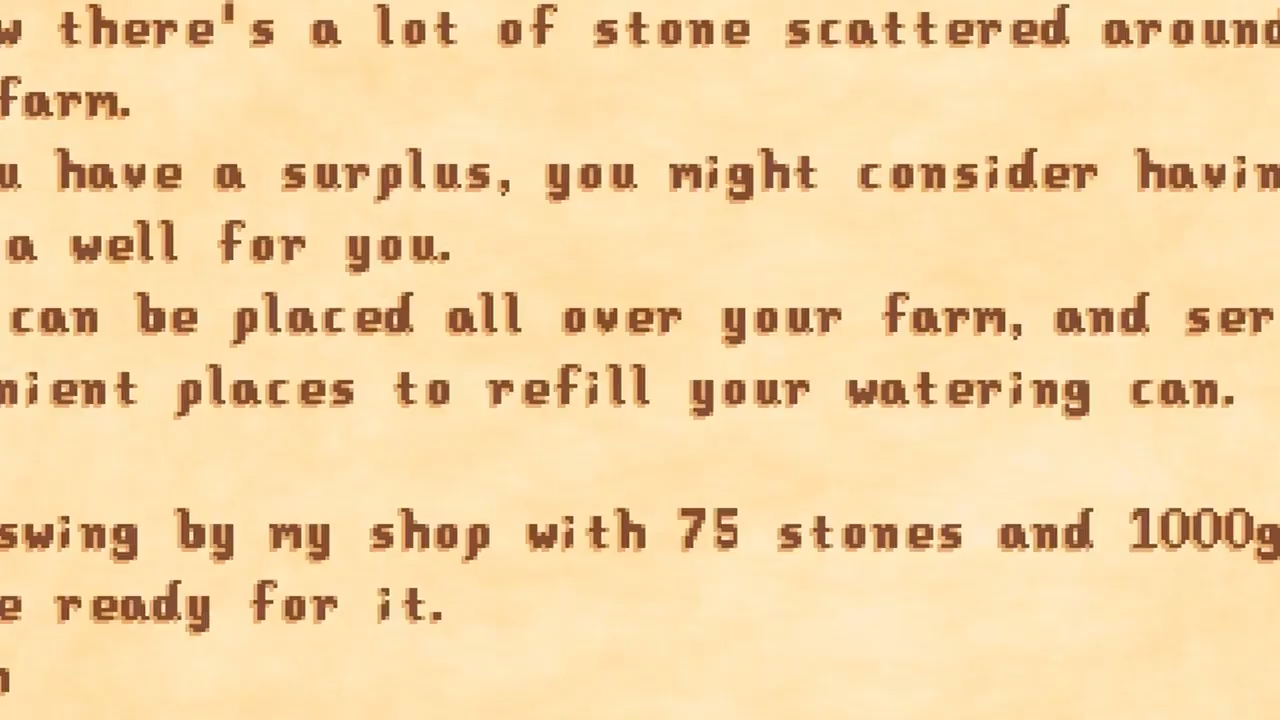 w there's a lot of stone scattered around
farm.
u have a surplus, you might consider havin
a well for you.
can be placed all over your farm, and ser
nient places to refill your watering can.
swing by my shop with 75 stones and 1000g
e ready for it.
n